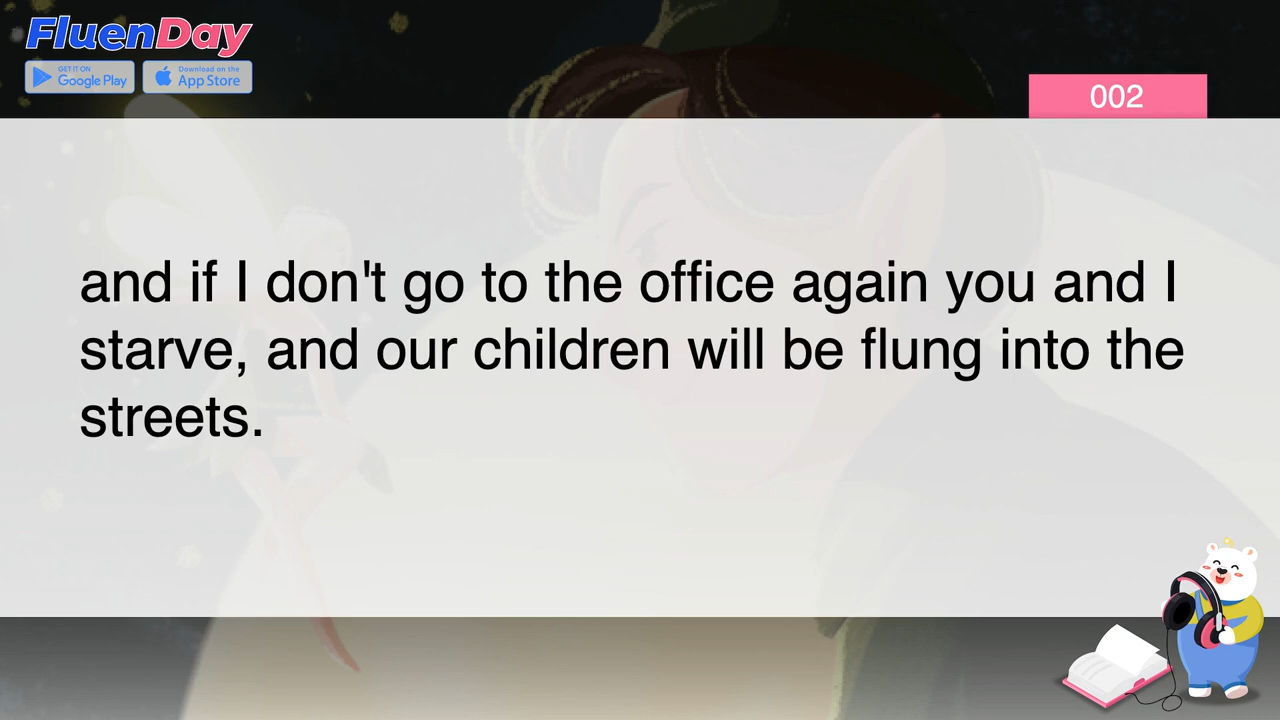 FluenDay
GET IT ON
Google Play
Download on the
App Store
002
and if I don't go to the office again you and I
starve, and our children will be flung into the
streets.